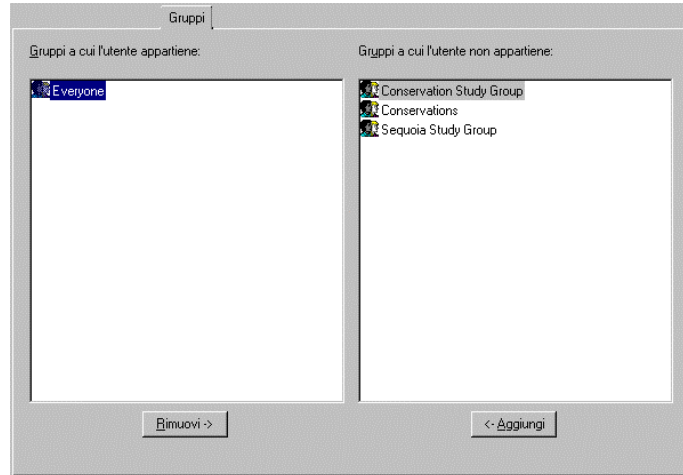 Gruppi
Gruppi a cui l'utente appartiene:
Everyone
Gruppi a cui l'utente non appartiene:
Conservation Study Group
Conservations
Sequoia Study Group
Rimuovi ->
<- Aggiungi